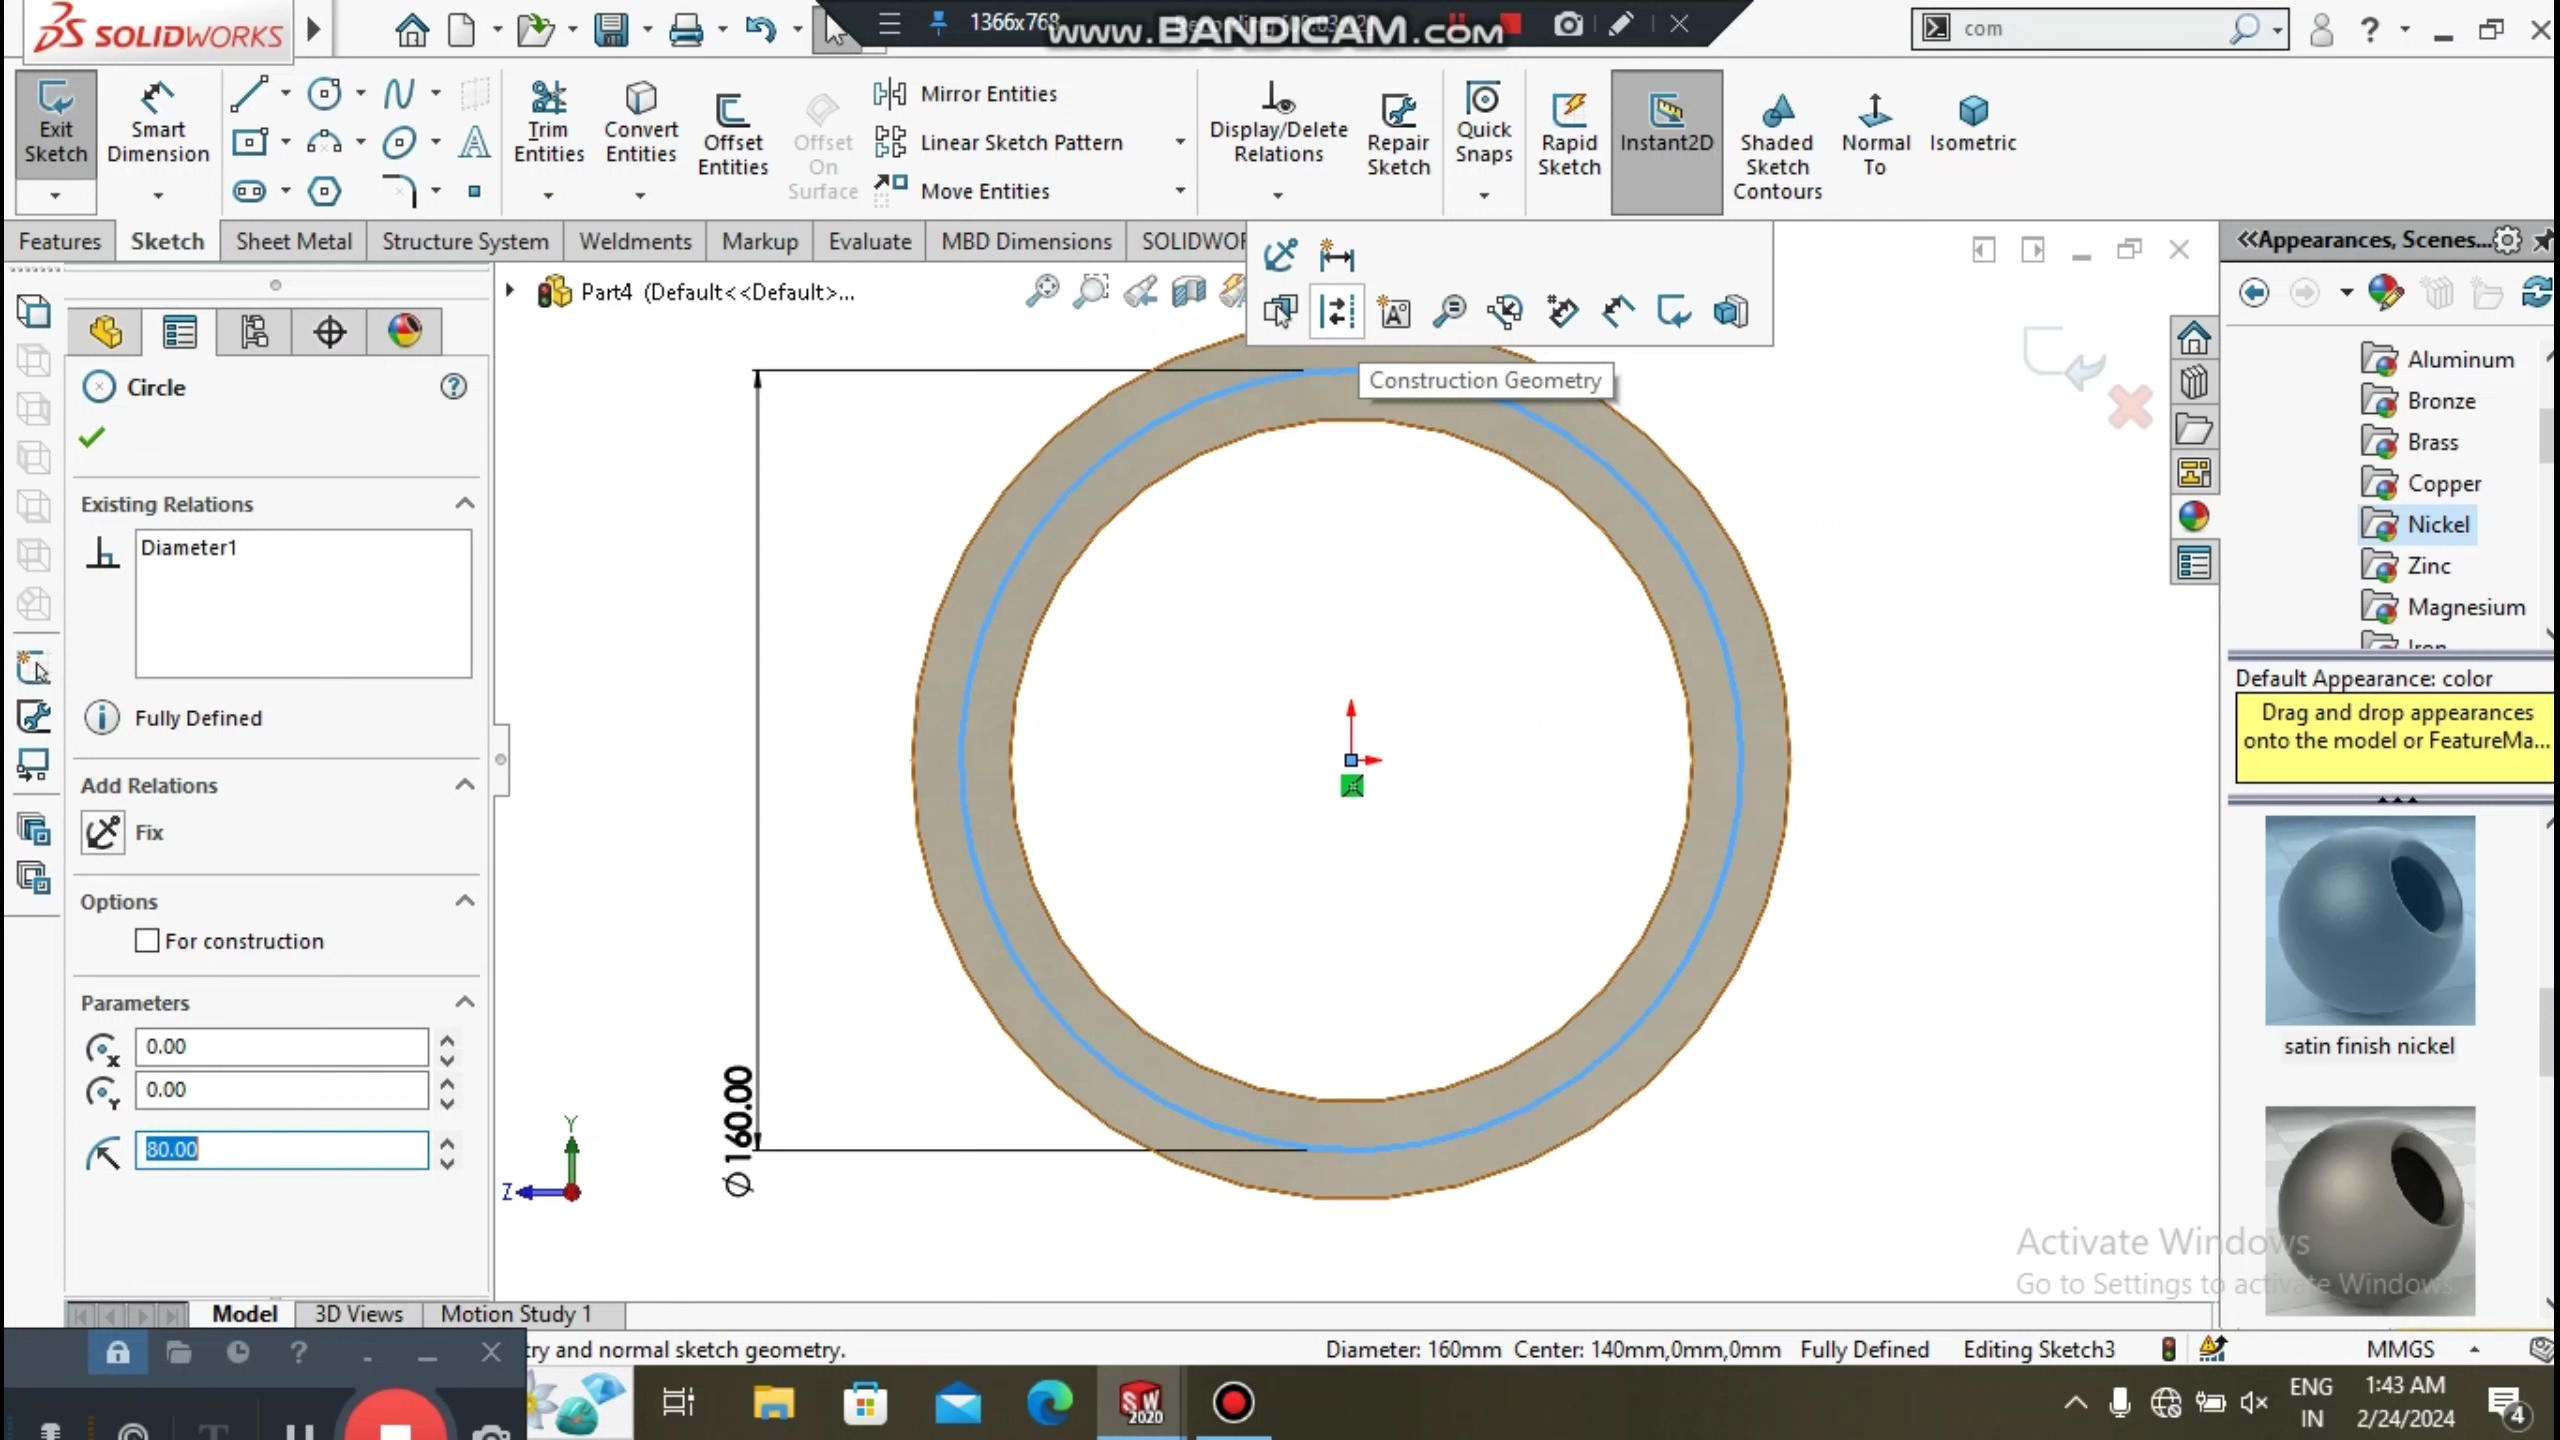 SOLIDWORKS
1366x768
www.BANDICAM.com
com
Exit
Sketch
Smart
Dimension
Trim
Entities
Convert
Entities
Offset
Entities
Offset
On
Surface
Mirror Entities
Linear Sketch Pattern
Move Entities
Display/Delete
Relations
Repair
Sketch
Quick
Snaps
Rapid
Sketch
Instant2D
Shaded
Sketch
Contours
Normal
To
Isometric
Features
Sketch
Sheet Metal
Structure System
Weldments
Markup
Evaluate
MBD Dimensions
SOLIDWOR
Appearances, Scenes...
Part4 (Default<<Default>...
Construction Geometry
Circle
Existing Relations
Diameter1
Fully Defined
Add Relations
Fix
Options
For construction
Parameters
0.00
0.00
80.00
Ø160.00
Y
Z
Aluminum
Bronze
Brass
Copper
Nickel
Zinc
Magnesium
Iron
Default Appearance: color
Drag and drop appearances
onto the model or FeatureMa...
satin finish nickel
Activate Windows
Go to Settings to activate Windows.
Model
3D Views
Motion Study 1
try and normal sketch geometry.
Diameter: 160mm Center: 140mm,0mm,0mm
Fully Defined
Editing Sketch3
MMGS
SW
2020
ENG
IN
1:43 AM
2/24/2024
4